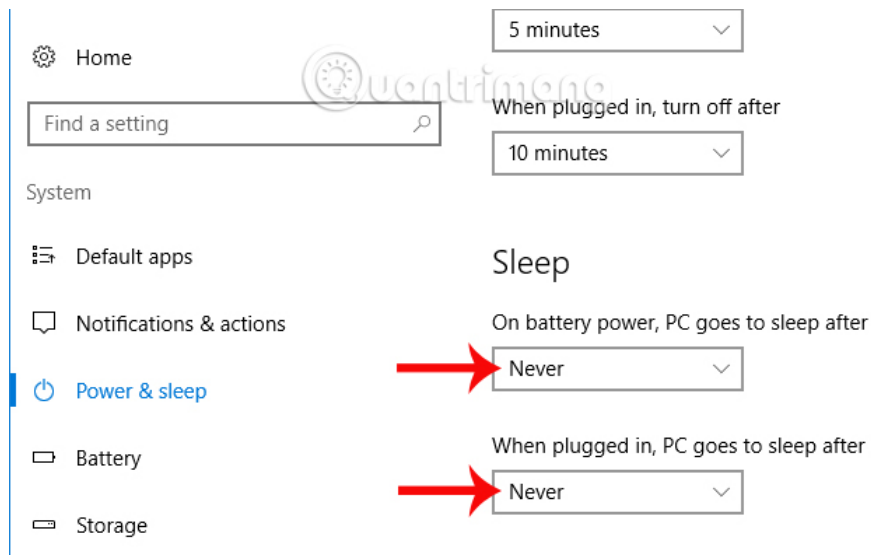 Home
Find a setting
System
Default apps
Notifications & actions
Power & sleep
Battery
Storage
Quantrimang
5 minutes
When plugged in, turn off after
10 minutes
Sleep
On battery power, PC goes to sleep after
Never
When plugged in, PC goes to sleep after
Never